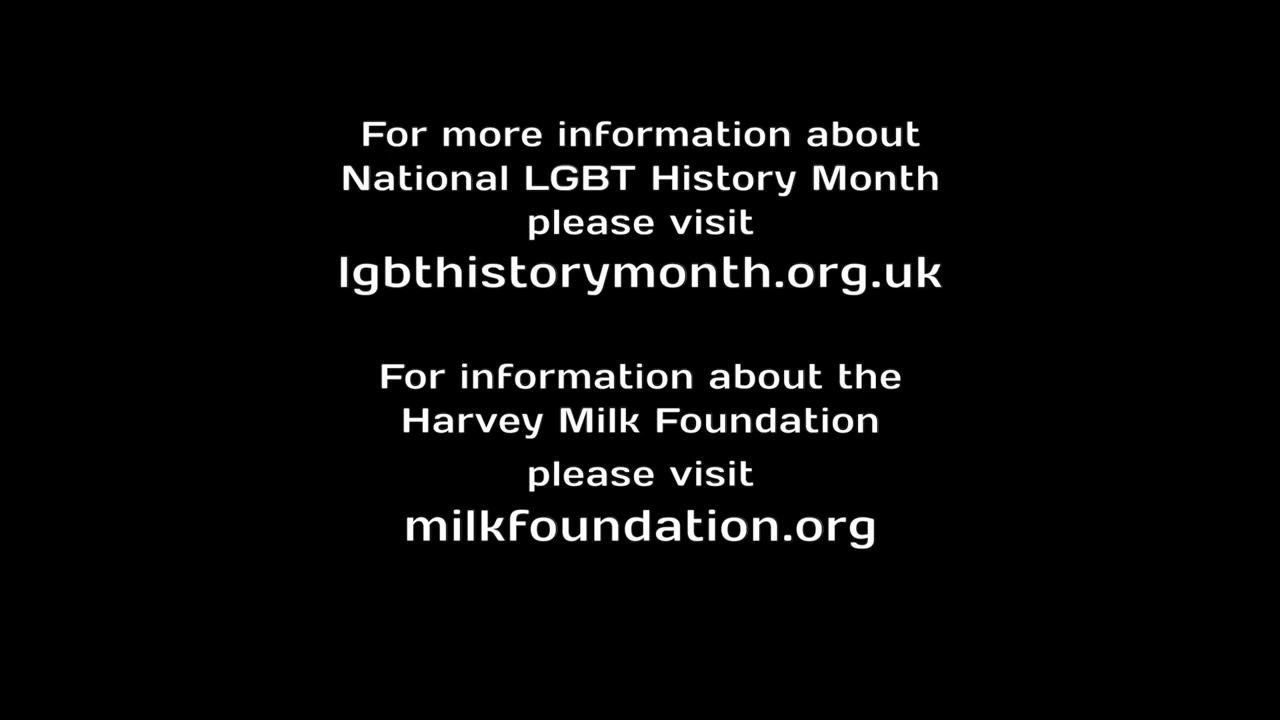 For more information about
National LGBT History Month
please visit
lgbthistorymonth.org.uk
For information about the
Harvey Milk Foundation
please visit
milkfoundation.org